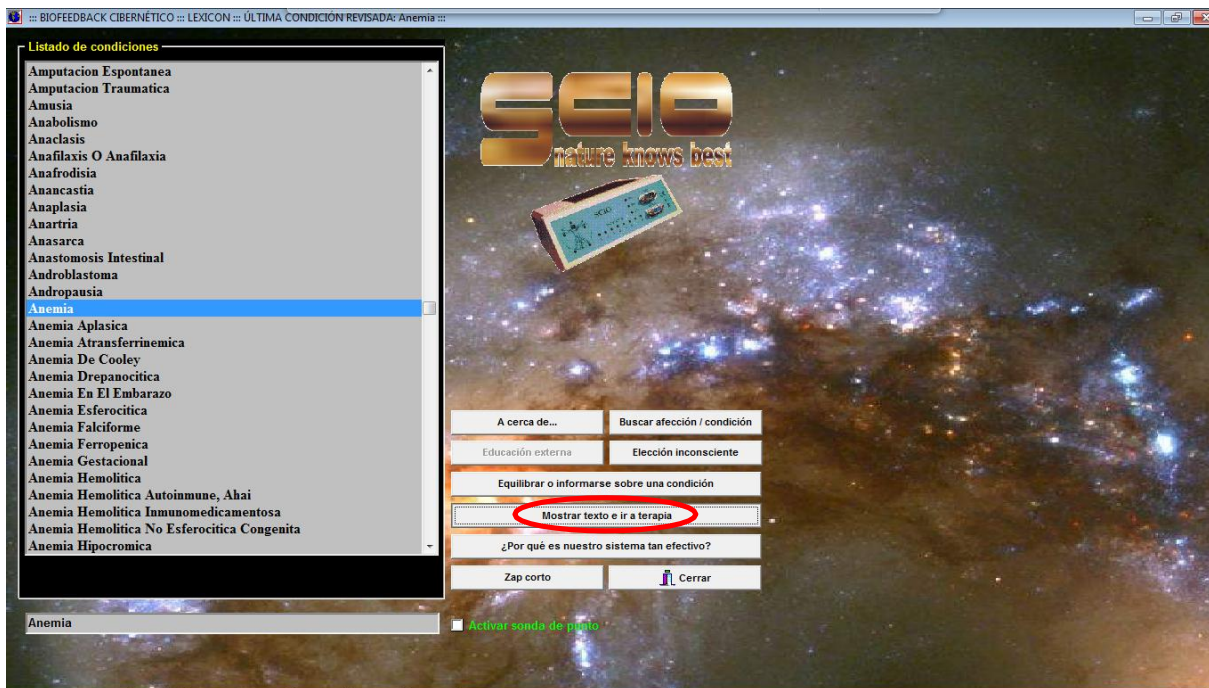 ::: BIOFEEDBACK CIBERNÉTICO ::: LEXICON ::: ÚLTIMA CONDICIÓN REVISADA: Anemia :::
Listado de condiciones
Amputacion Espontanea
Amputacion Traumatica
Amusia
Anabolismo
Anaclasis
Anafilaxis O Anafilaxia
Anafrodisia
Anancastia
Anaplasia
Anartria
Anasarca
Anastomosis Intestinal
Androblastoma
Andropausia
Anemia
Anemia Aplasica
Anemia Atransferrinemica
Anemia De Cooley
Anemia Drepanocitica
Anemia En El Embarazo
Anemia Esferocitica
Anemia Falciforme
Anemia Ferropenica
Anemia Gestacional
Anemia Hemolitica
Anemia Hemolitica Autoinmune, Ahai
Anemia Hemolitica Inmunomedicamentosa
Anemia Hemolitica No Esferocitica Congenita
Anemia Hipocromica
Anemia
SCIO
nature knows best
SCIO
A cerca de...
Buscar afección / condición
Educación externa
Elección inconsciente
Equilibrar o informarse sobre una condición
Mostrar texto e ir a terapia
¿Por qué es nuestro sistema tan efectivo?
Zap corto
Cerrar
Activar sonda de punto